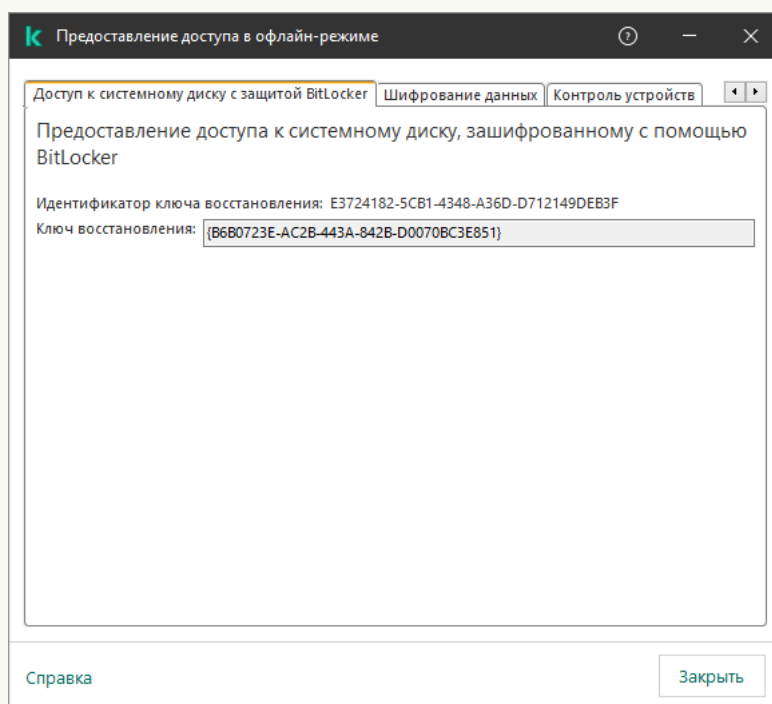 Предоставление доступа в офлайн-режиме
Доступ к системному диску с защитой BitLocker Шифрование данных Контроль устройств
Предоставление доступа к системному диску, зашифрованному с помощью
BitLocker
Идентификатор ключа восстановления: E3724182-5CB1-4348-A36D-D712149DEB3F
Ключ восстановления: {B6B0723E-AC2B-443A-842B-D0070BC3E851}
Справка
Закрыть